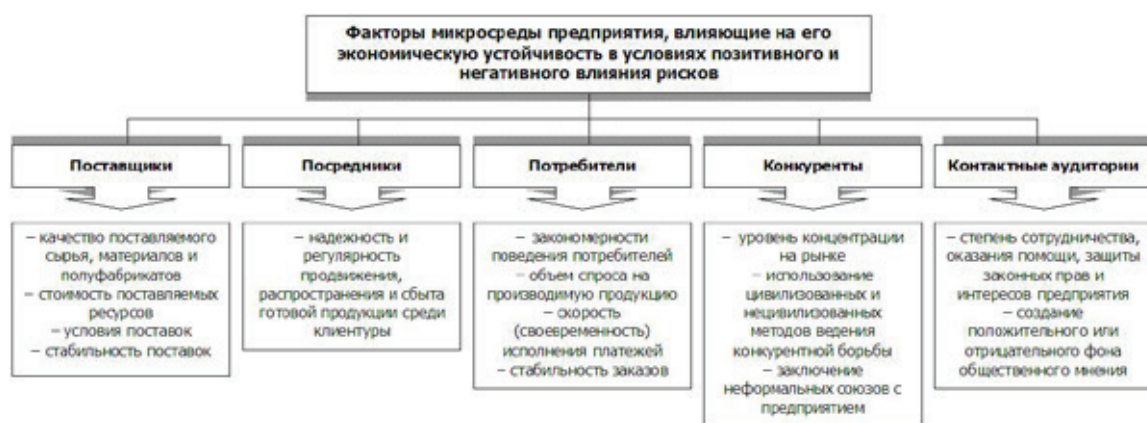 Факторы микросреды предприятия, влияющие на его
экономическую устойчивость в условиях позитивного и
негативного влияния рисков
Поставщики
– качество поставляемого
сырья, материалов и
полуфабрикатов
– стоимость поставляемых
ресурсов
– условия поставок
– стабильность поставок
Посредники
– надежность и
регулярность
продвижения,
распространения и сбыта
готовой продукции среди
клиентуры
Потребители
– закономерности
поведения потребителей
– объем спроса на
производимую продукцию
– скорость
(своевременность)
исполнения платежей
– стабильность заказов
Конкуренты
– уровень концентрации
на рынке
– использование
цивилизованных и
нецивилизованных
методов ведения
конкурентной борьбы
– заключение
неформальных союзов с
предприятием
Контактные аудитории
– степень сотрудничества,
оказания помощи, защиты
законных прав и
интересов предприятия
– создание
положительного или
отрицательного фона
общественного мнения